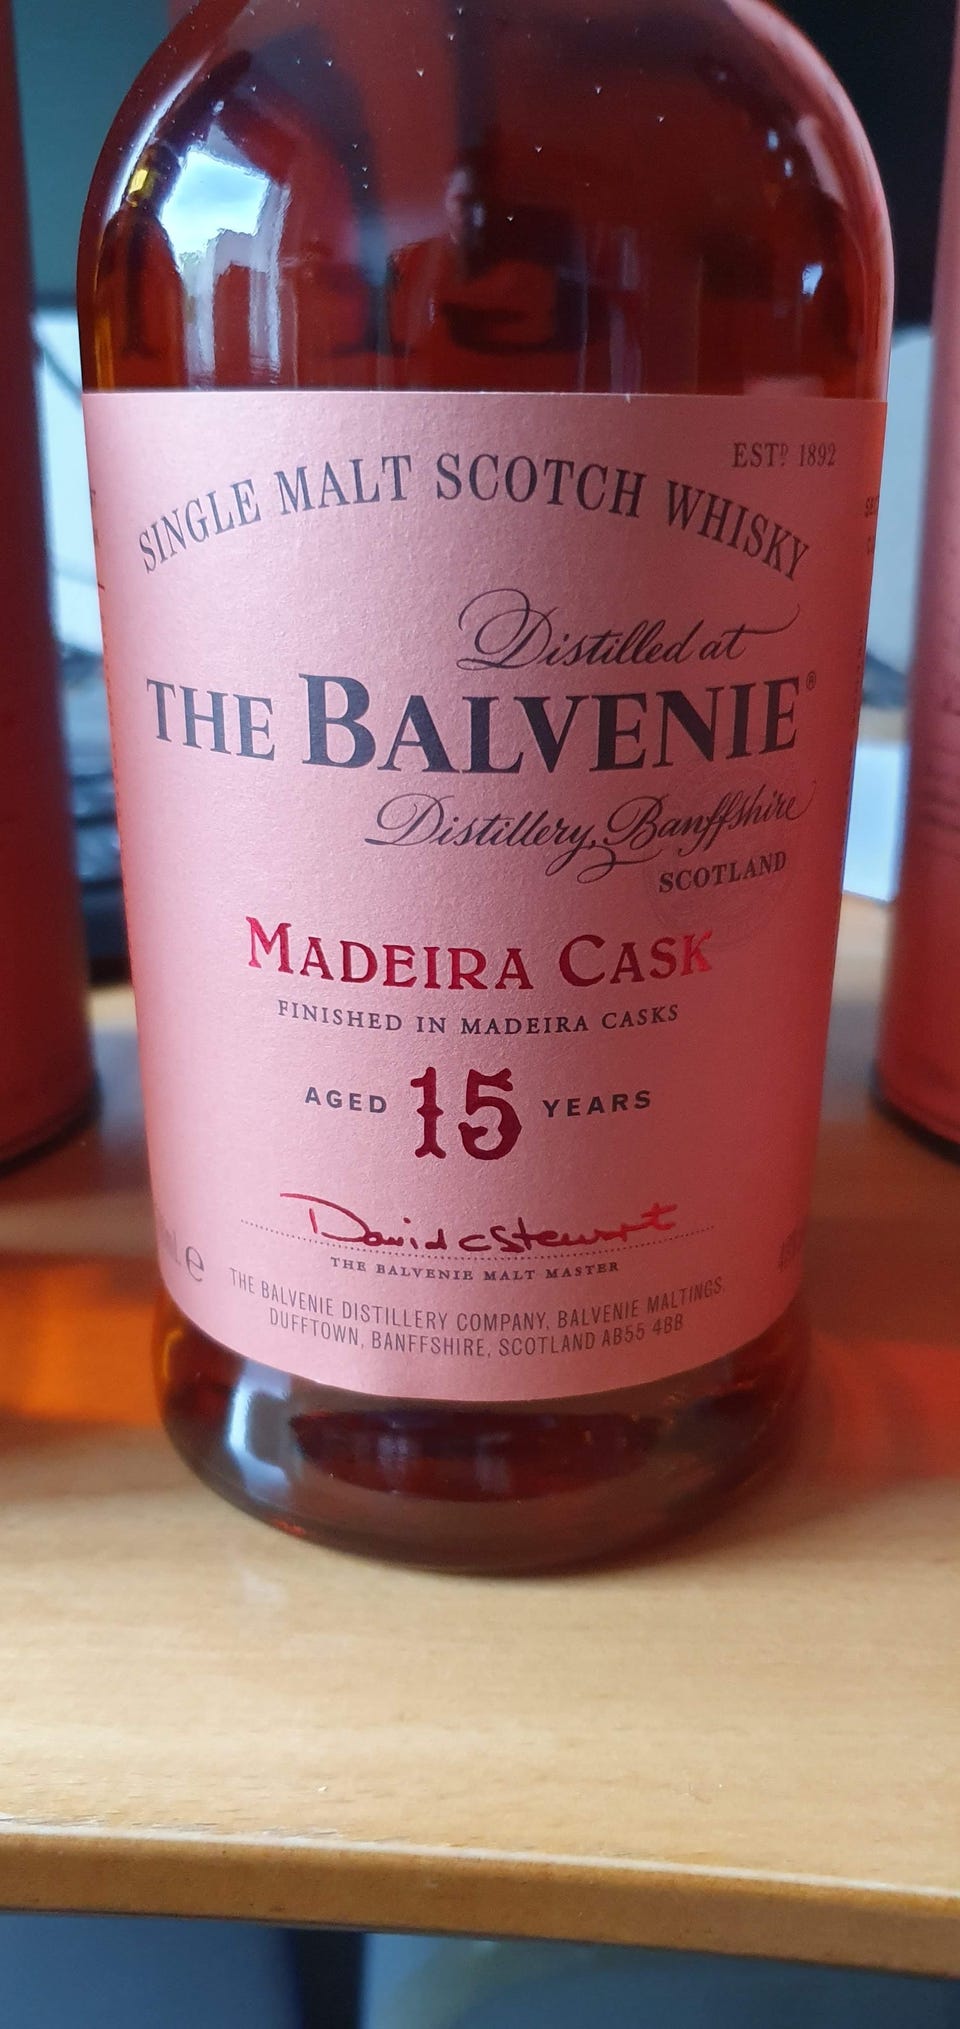 ESTD 1892
SINGLE MALT SCOTCH WHISKY
Distilled at
THE BALVENIE®
Distillery, Banffshire
SCOTLAND
MADEIRA CASK
FINISHED IN MADEIRA CASKS
AGED 15 YEARS
David C Stewart
THE BALVENIE MALT MASTER
e
THE BALVENIE DISTILLERY COMPANY, BALVENIE MALTINGS,
DUFFTOWN, BANFFSHIRE, SCOTLAND AB55 4BB